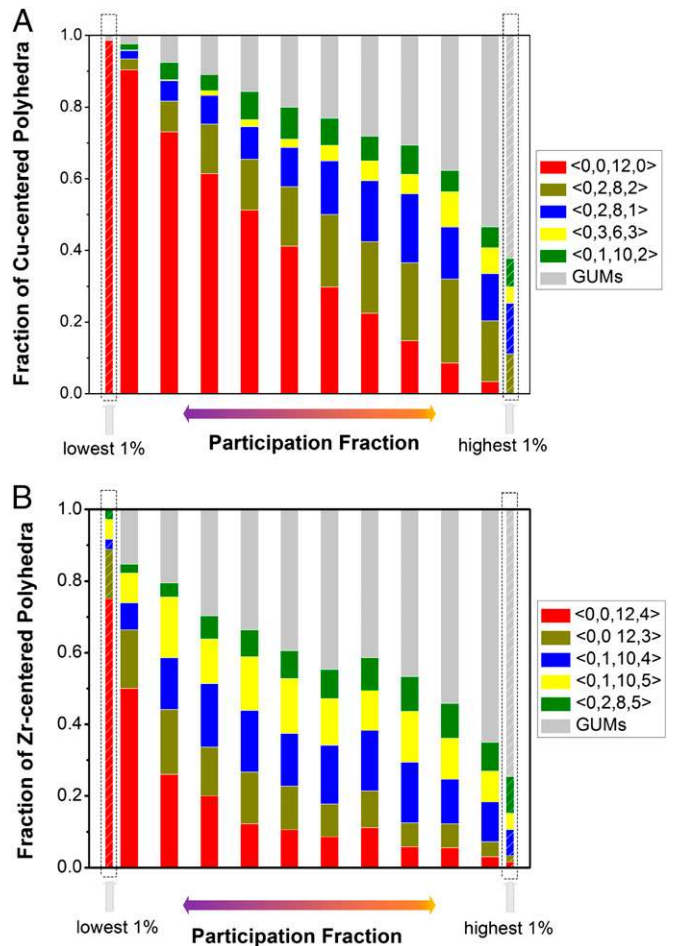 A
Fraction of Cu-centered Polyhedra
1.0
0.8
0.6
0.4
0.2
0.0
<0,0,12,0>
<0,2,8,2>
<0,2,8,1>
<0,3,6,3>
<0,1,10,2>
GUMs
lowest 1%
Participation Fraction
highest 1%
B
Fraction of Zr-centered Polyhedra
1.0
0.8
0.6
0.4
0.2
0.0
<0,0,12,4>
<0,0 12,3>
<0,1,10,4>
<0,1,10,5>
<0,2,8,5>
GUMs
lowest 1%
Participation Fraction
highest 1%